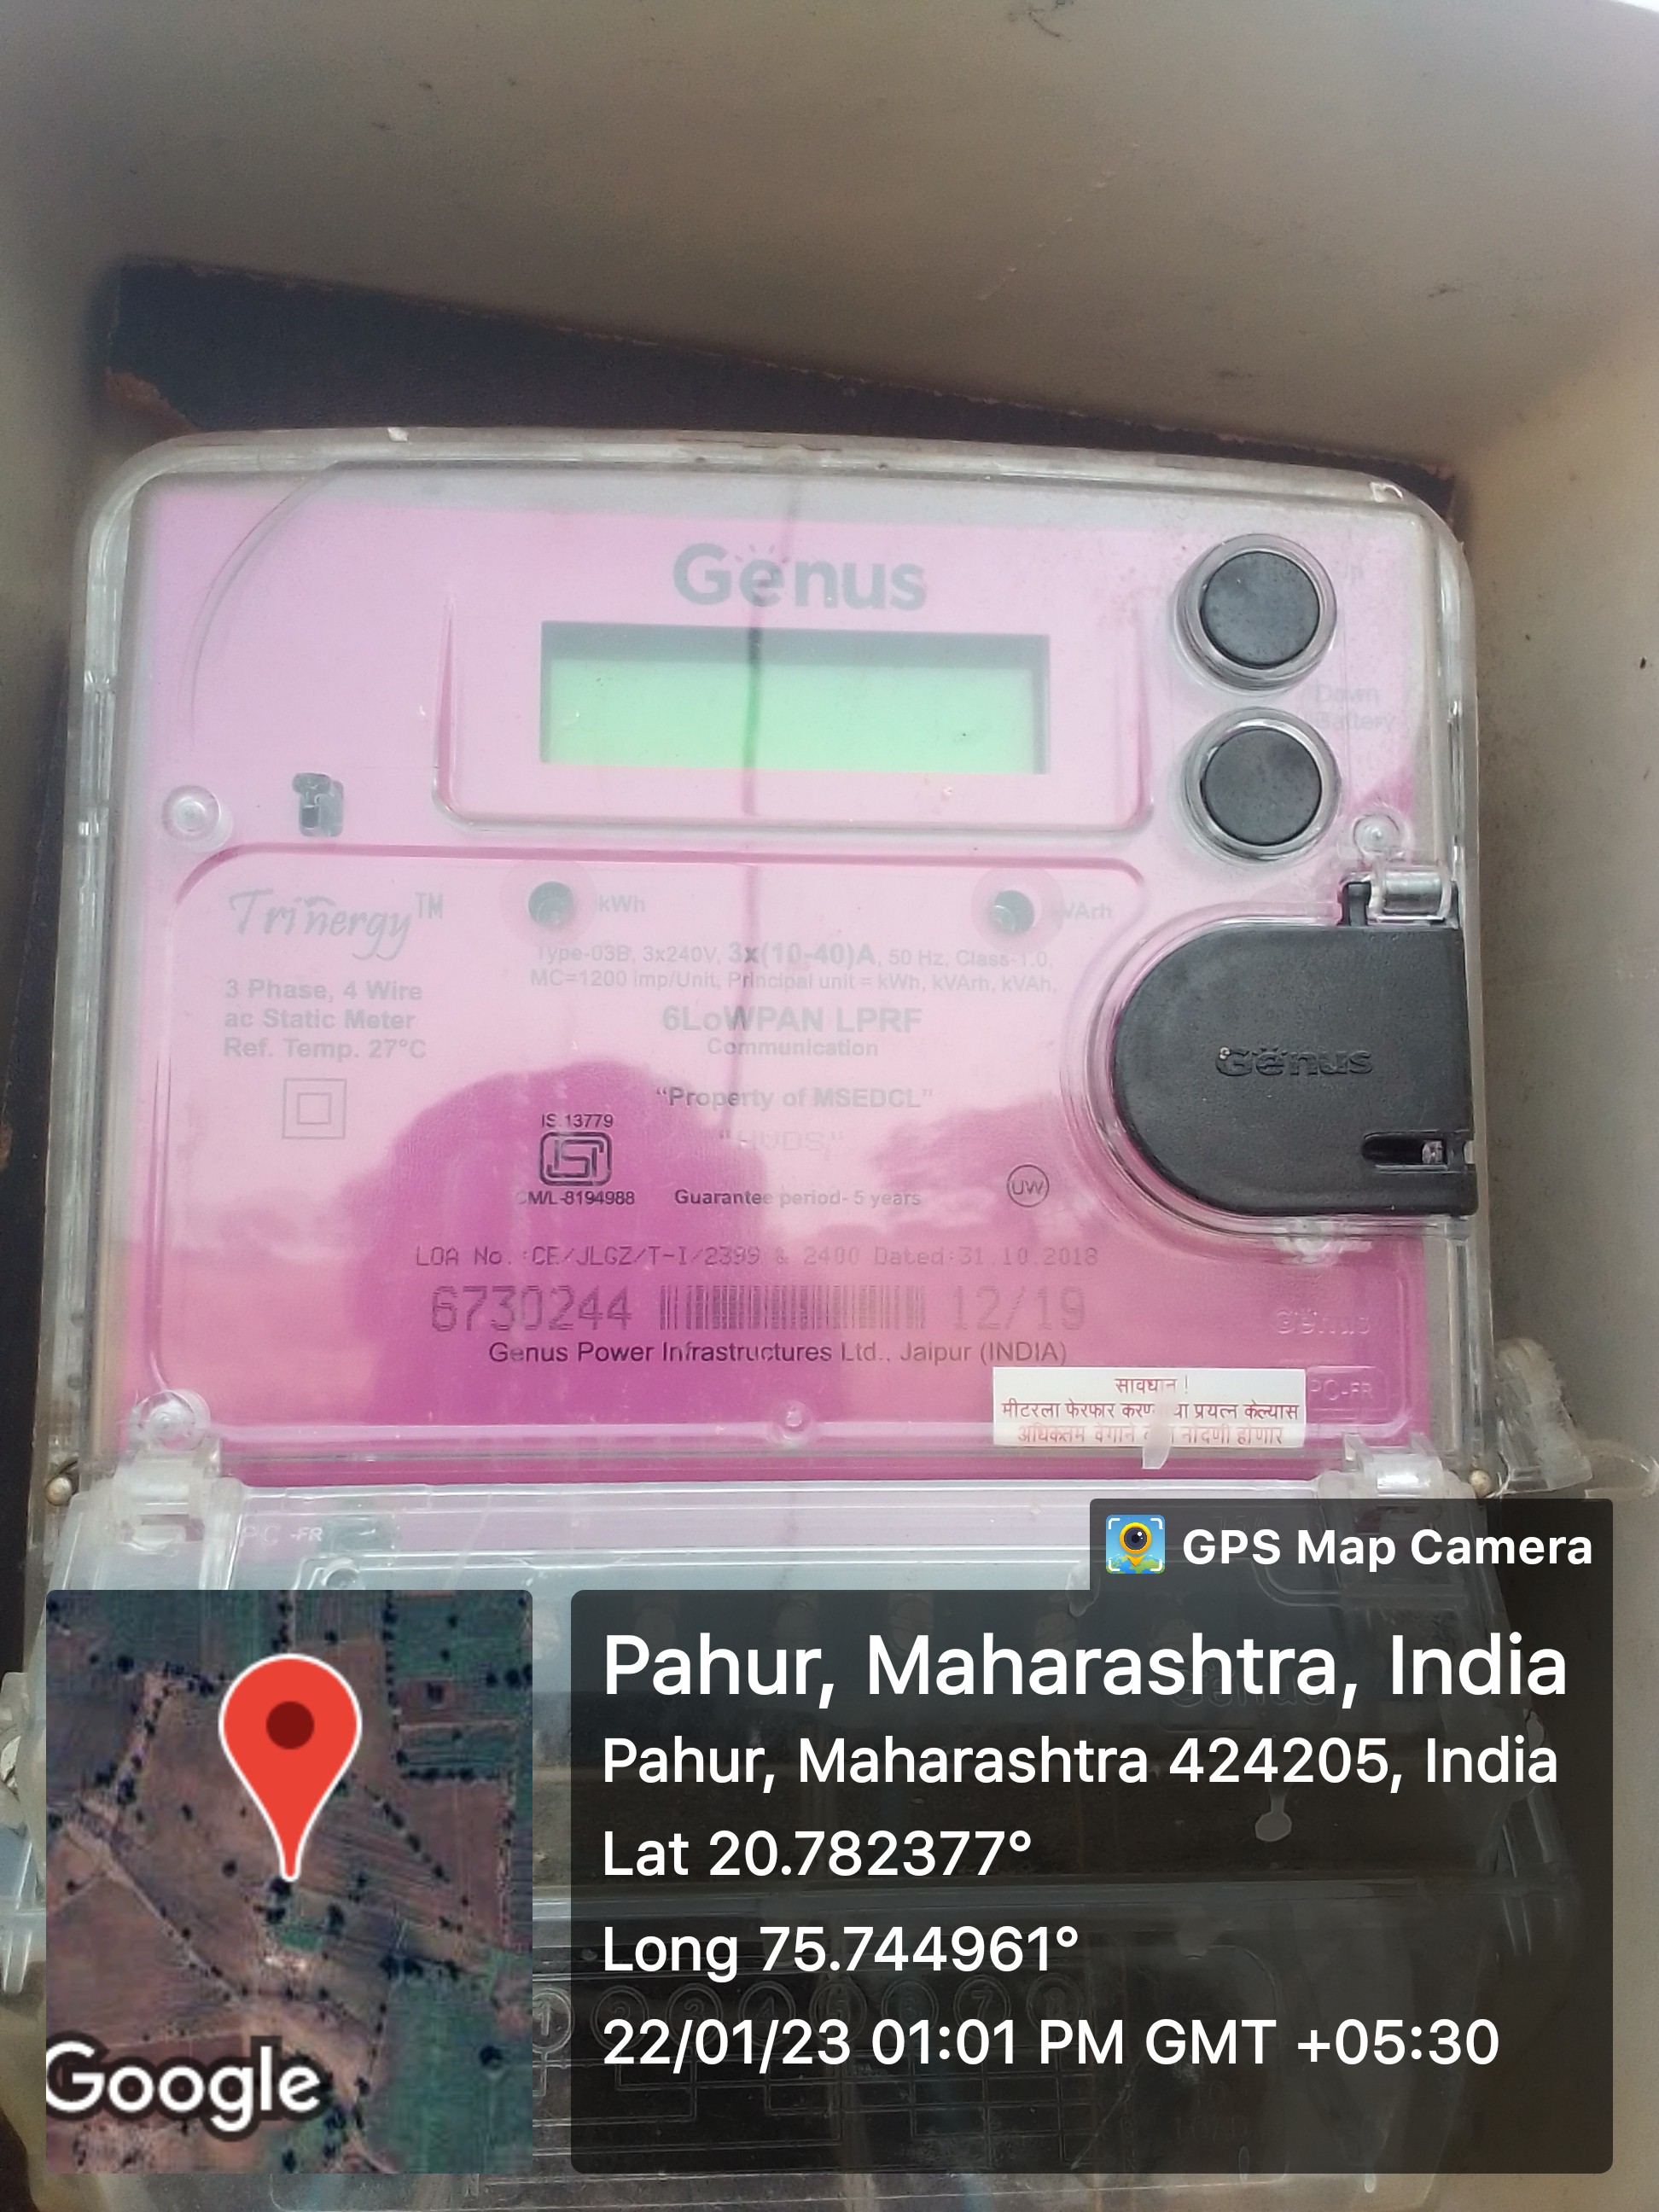 Genus
Down
Battery
Trinergy™
kWh
kVArh
Type-03B, 3x240V, 3x(10-40)A, 50 Hz, Class-1.0,
MC=1200 imp/Unit, Principal unit = kWh, kVArh, kVAh,
3 Phase, 4 Wire
ac Static Meter
Ref. Temp. 27°C
6LoWPAN LPRF
Communication
Genus
"Property of MSEDCL"
IS 13779
"HVDS"
CM/L-8194988
Guarantee period- 5 years
UW
LOA No.:CE/JLGZ/T-I/2399 & 2400 Dated:31.10.2018
6730244 12/19
Genus
Genus Power Infrastructures Ltd., Jaipur (INDIA)
सावधान !
PC-FR
मीटरला फेरफार प्रयत्न केल्यास
अधिकतम वेगाने नोंदणी होणार
PC-FR
GPS Map Camera
Pahur, Maharashtra, India
Pahur, Maharashtra 424205, India
Lat 20.782377°
Long 75.744961°
22/01/23 01:01 PM GMT +05:30
Google